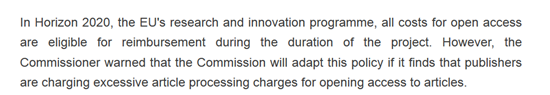 In Horizon 2020, the EU's research and innovation programme, all costs for open access
are eligible for reimbursement during the duration of the project. However, the
Commissioner warned that the Commission will adapt this policy if it finds that publishers
are charging excessive article processing charges for opening access to articles.